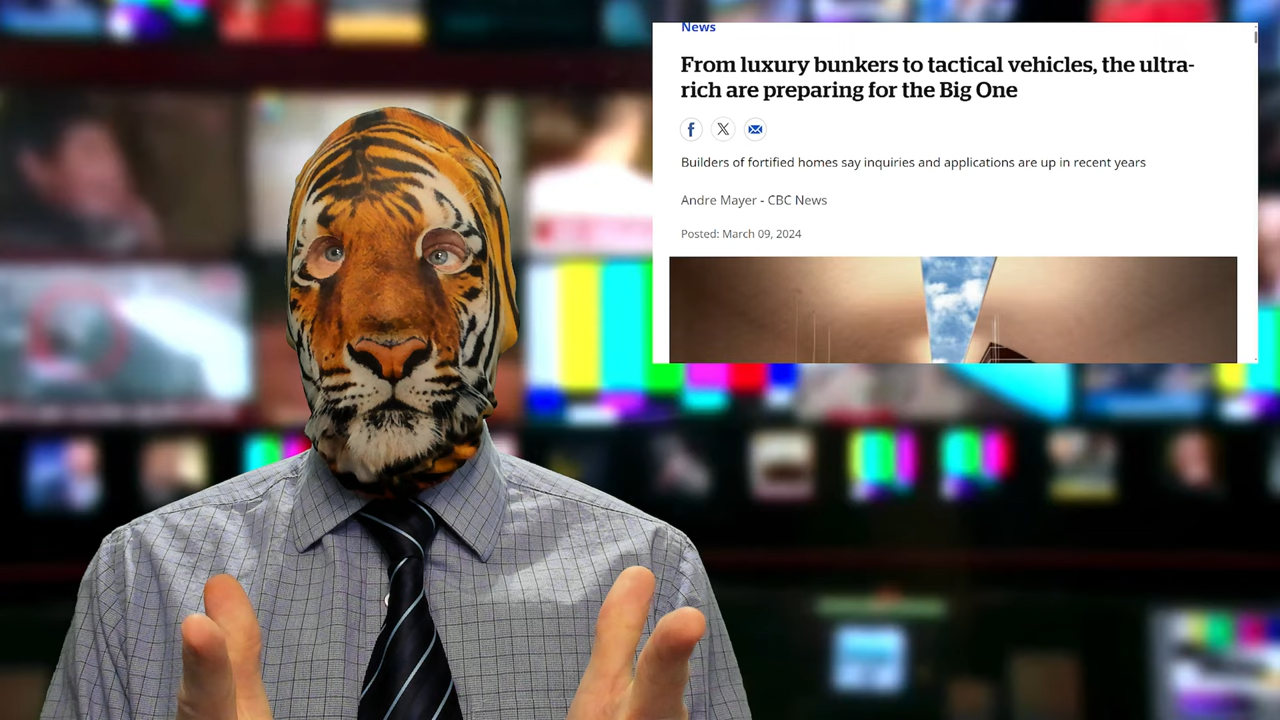 News
From luxury bunkers to tactical vehicles, the ultra-
rich are preparing for the Big One
Builders of fortified homes say inquiries and applications are up in recent years
Andre Mayer - CBC News
Posted: March 09, 2024